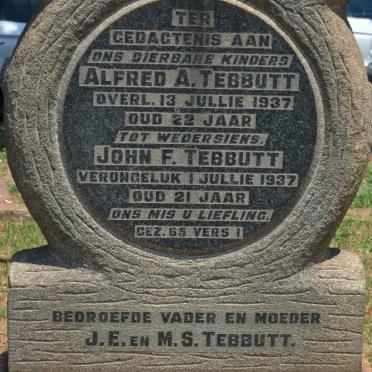 TER
GEDACTENIS AAN
ONS DIERBARE KINDERS
ALFRED A. TEBBUTT
OVERL. 13 JULLIE 1937
OUD 22 JAAR
TOT WEDERSIENS.
JOHN F. TEBBUTT
VERONGELUK 1 JULLIE 1937
OUD 21 JAAR
ONS MIS U LIEFLING.
GEZ. 65 VERS 1
BEDROEFDE VADER EN MOEDER
J.E. EN M.S. TEBBUTT.